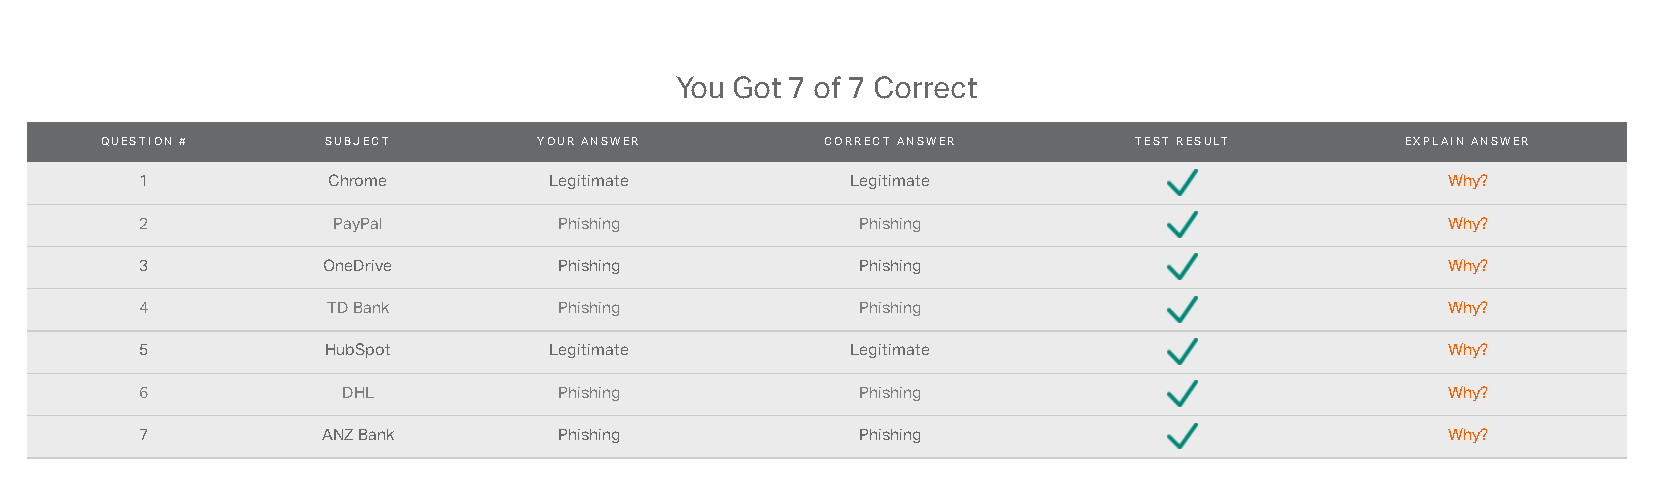 You Got 7 of 7 Correct
QUESTION # SUBJECT YOUR ANSWER CORRECT ANSWER TEST RESULT EXPLAIN ANSWER
1 Chrome Legitimate Legitimate Why?
2 PayPal Phishing Phishing Why?
3 OneDrive Phishing Phishing Why?
4 TD Bank Phishing Phishing Why?
5 HubSpot Legitimate Legitimate Why?
6 DHL Phishing Phishing Why?
7 ANZ Bank Phishing Phishing Why?